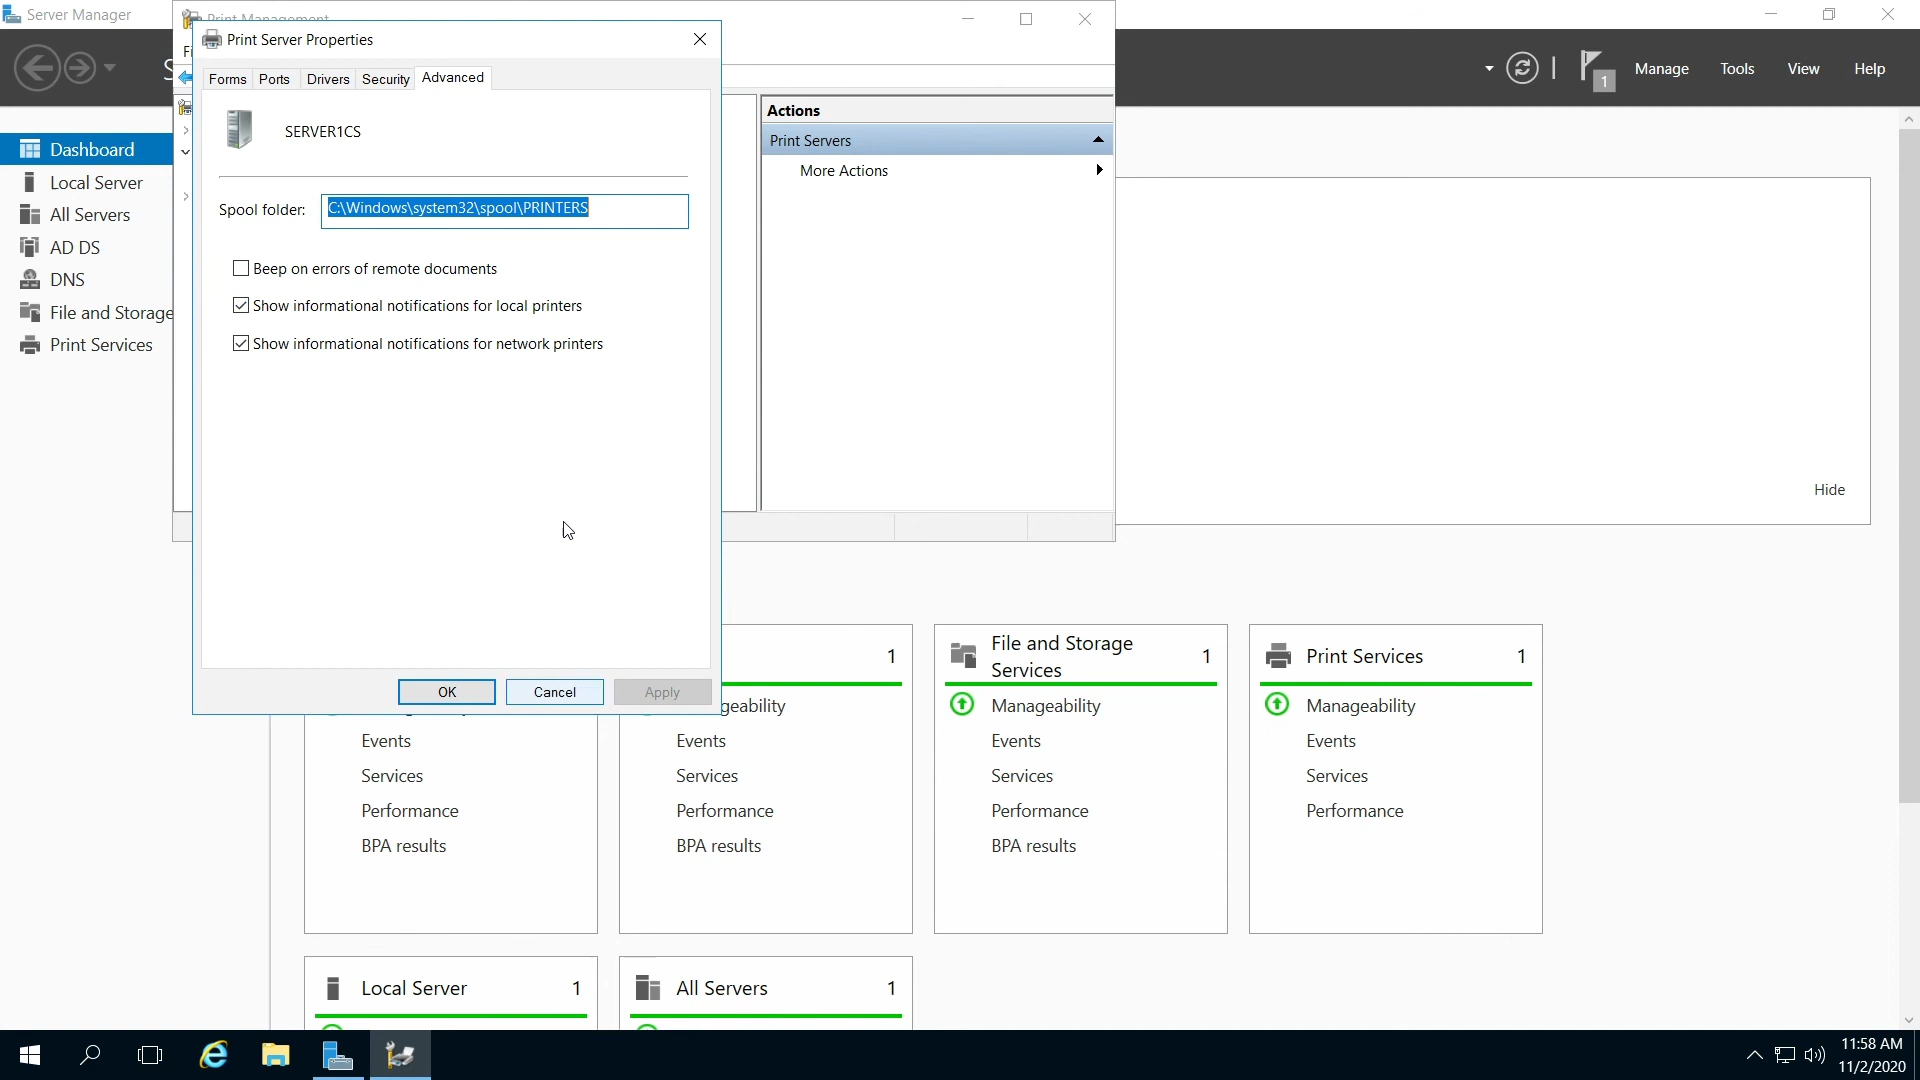 Server Manager
Print Management
Print Server Properties
Manage
Tools
View
Help
1
Forms
Ports
Drivers
Security
Advanced
SERVER1CS
Spool folder:
C:\Windows\system32\spool\PRINTERS
Beep on errors of remote documents
Show informational notifications for local printers
Show informational notifications for network printers
OK
Cancel
Apply
Actions
Print Servers
More Actions
Dashboard
Local Server
All Servers
AD DS
DNS
File and Storage
Print Services
Hide
Events
Services
Performance
BPA results
1
geability
Events
Services
Performance
BPA results
File and Storage
Services
1
Manageability
Events
Services
Performance
BPA results
Print Services
1
Manageability
Events
Services
Performance
Local Server
1
All Servers
1
11:58 AM
11/2/2020